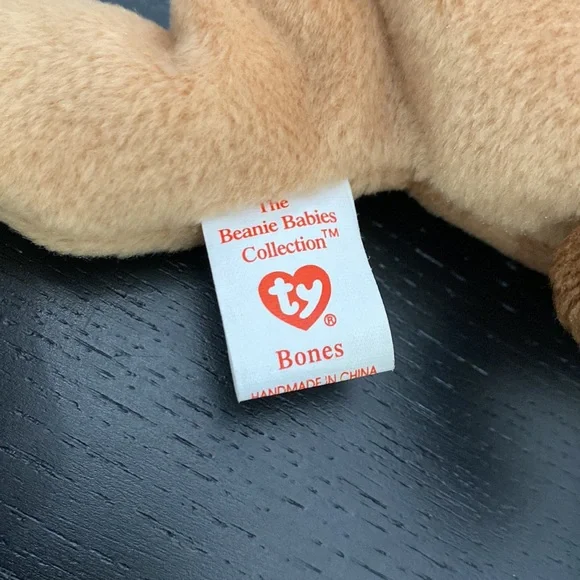 The
Beanie Babies
Collection™
ty®
Bones
HANDMADE IN CHINA